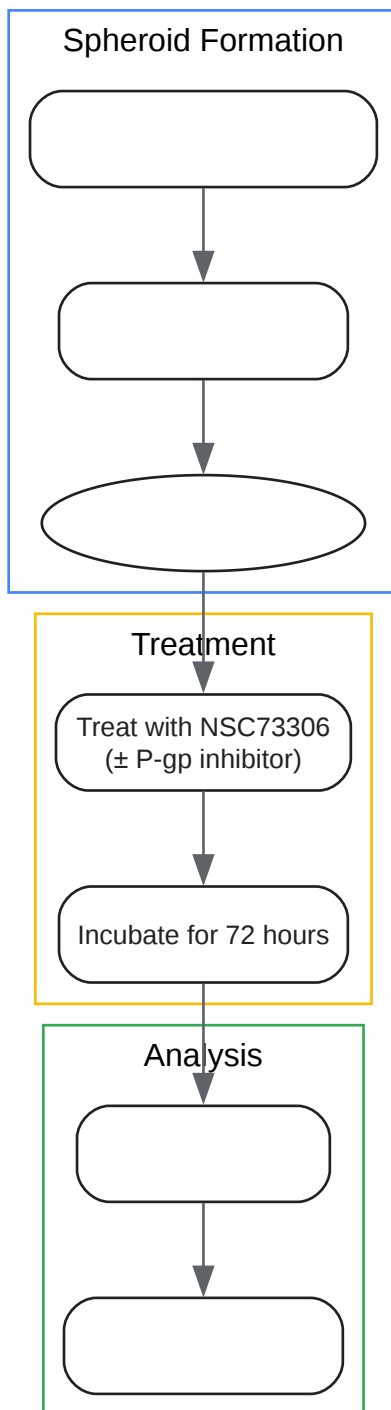 Spheroid Formation
Treatment
Treat with NSC73306
(± P-gp inhibitor)
Incubate for 72 hours
Analysis